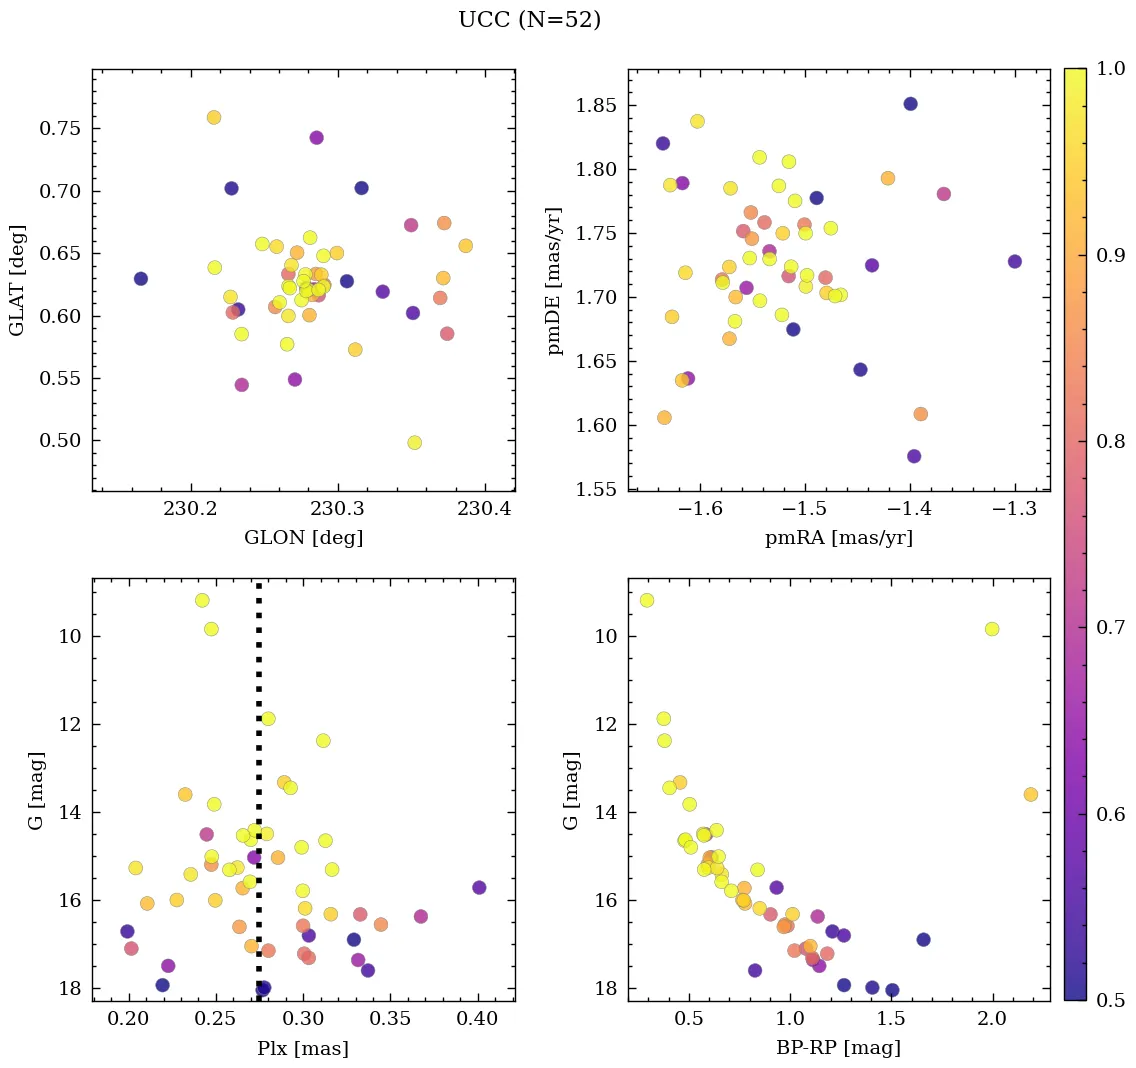 UCC (N=52)
0.75
0.70
0.65
0.60
0.55
0.50
GLAT [deg]
230.2 230.3 230.4
GLON [deg]
1.85
1.80
1.75
1.70
1.65
1.60
1.55
pmDE [mas/yr]
−1.6 −1.5 −1.4 −1.3
pmRA [mas/yr]
10
12
14
16
18
G [mag]
0.20 0.25 0.30 0.35 0.40
Plx [mas]
10
12
14
16
18
G [mag]
0.5 1.0 1.5 2.0
BP-RP [mag]
1.0
0.9
0.8
0.7
0.6
0.5